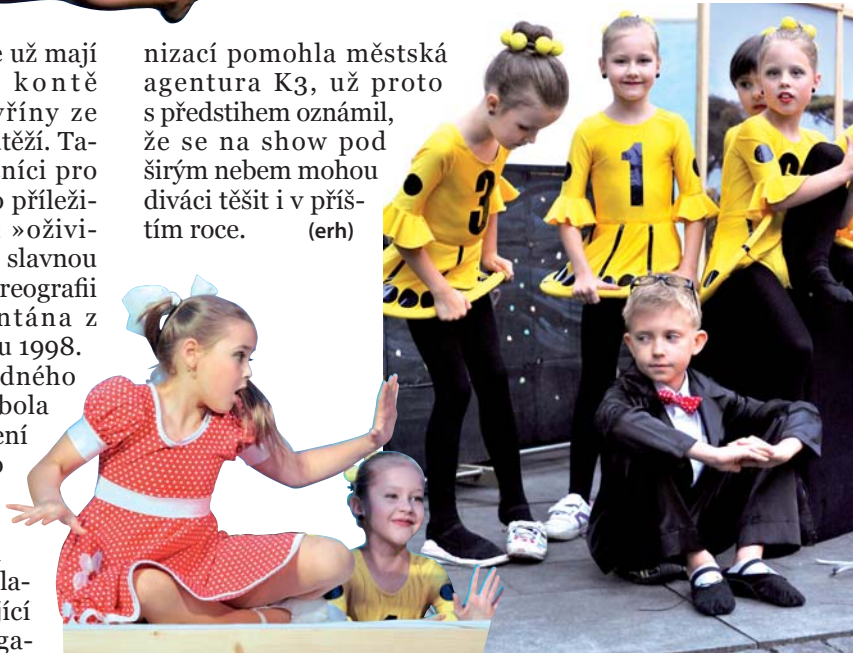 e už mají
kontě
vříny ze
těží. Ta-
níci pro
o příleži-
»oživi-
slavnou
reografii
ntána z
u 1998.
dného
bola
ení
la-
jící
ga-
nizací pomohla městská
agentura K3, už proto
s předstihem oznámil,
že se na show pod
širým nebem mohou
diváci těšit i v příš-
tím roce. (erh)
3
1